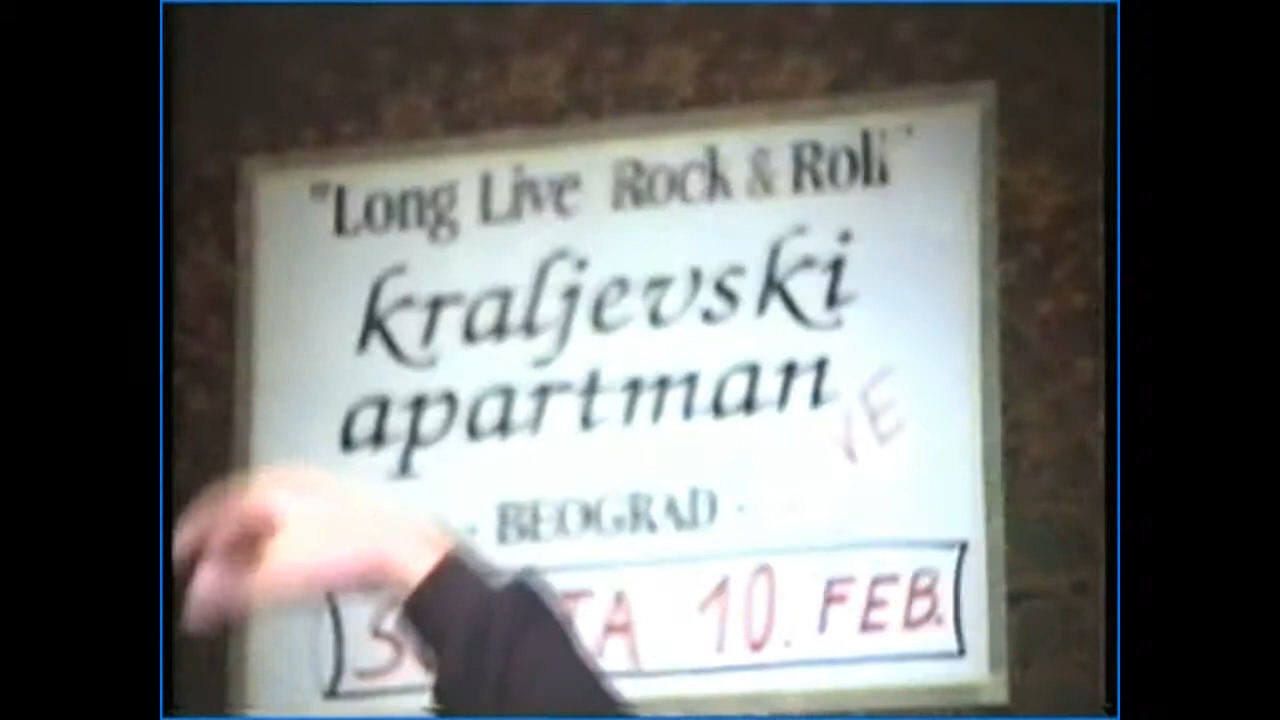 "Long Live Rock & Roll"
kraljevski
apartman
- BEOGRAD -
10. FEB.